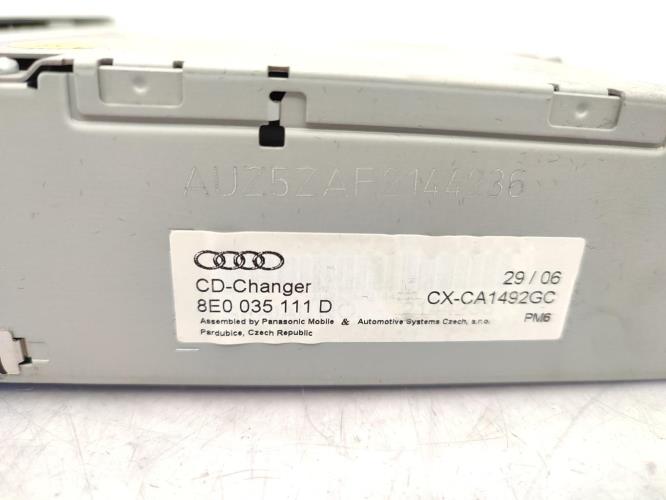 AUZ5ZAF2144236
CD-Changer
29 / 06
8E0 035 111 D
CX-CA1492GC
Assembled by Panasonic Mobile & Automotive Systems Czech, s.r.o.
PM6
Pardubice, Czech Republic